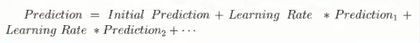 Prediction = Initial Prediction + Learning Rate * Prediction₁ +
Learning Rate * Prediction₂ + ⋯